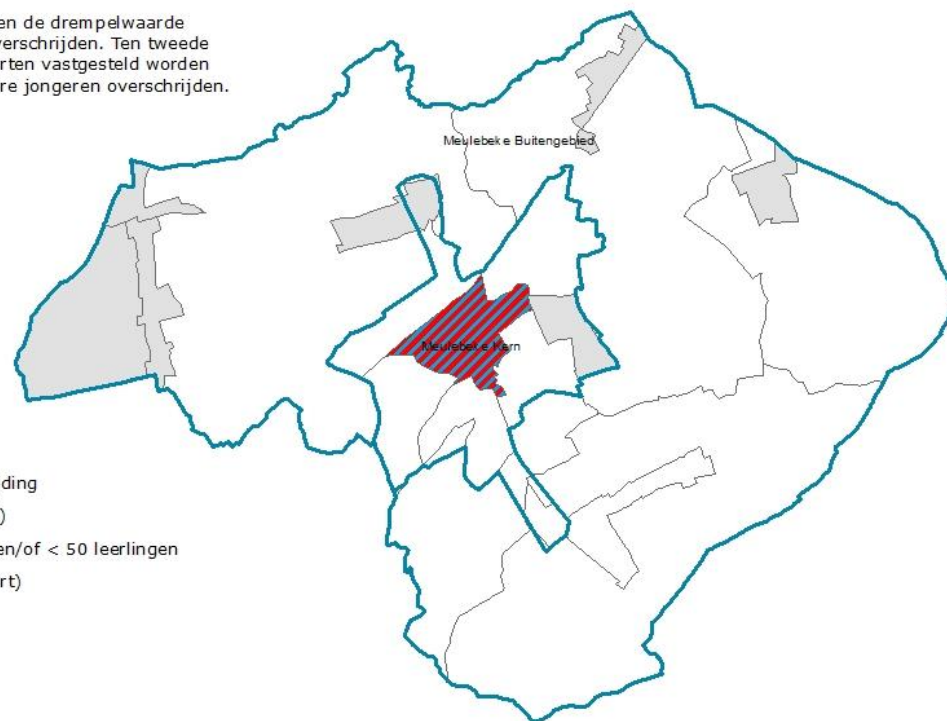 en de drempelwaarde
verschrijden. Ten tweede
rten vastgesteld worden
re jongeren overschrijden.
Meulebeke Buitengebied
Meulebeke Kern
ding
)
en/of < 50 leerlingen
rt)